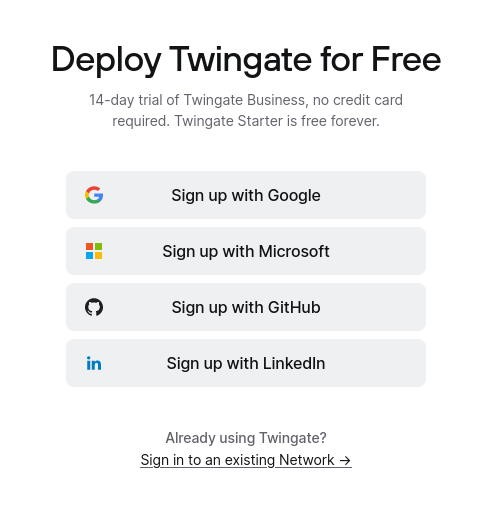 Deploy Twingate for Free
14-day trial of Twingate Business, no credit card
required. Twingate Starter is free forever.
Sign up with Google
Sign up with Microsoft
Sign up with GitHub
Sign up with LinkedIn
Already using Twingate?
Sign in to an existing Network →